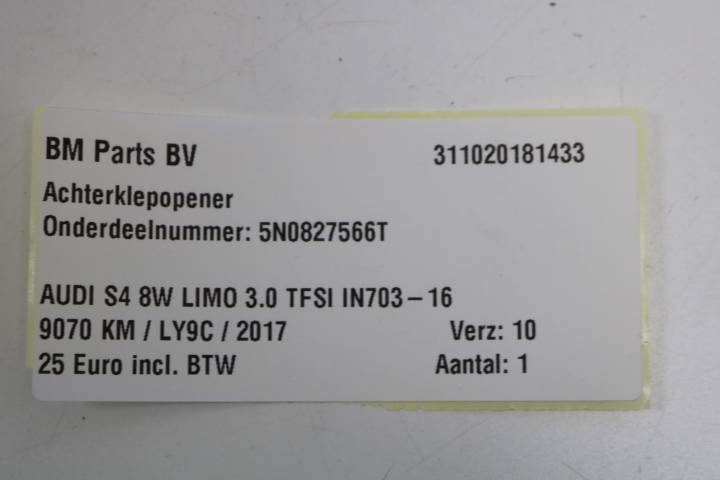 BM Parts BV 311020181433
Achterklepopener
Onderdeelnummer: 5N0827566T
AUDI S4 8W LIMO 3.0 TFSI IN703-16
9070 KM / LY9C / 2017 Verz: 10
25 Euro incl. BTW Aantal: 1